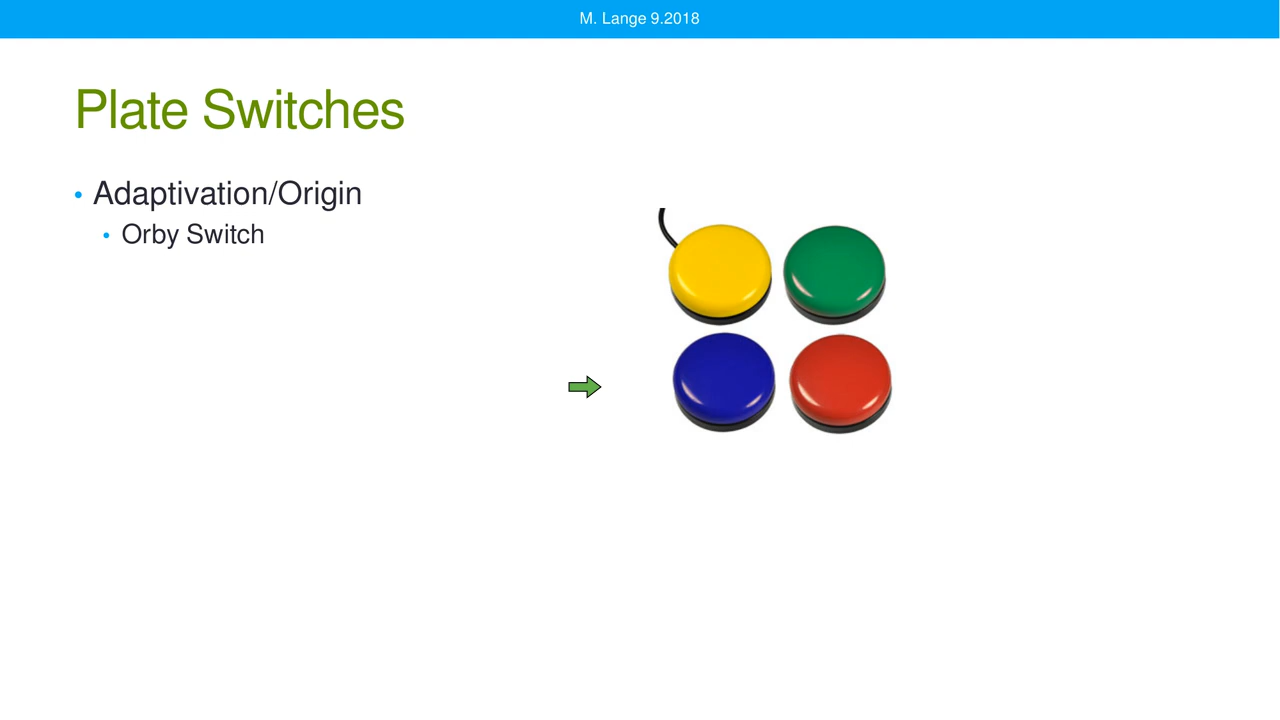 M. Lange 9.2018
Plate Switches
• Adaptivation/Origin
• Orby Switch